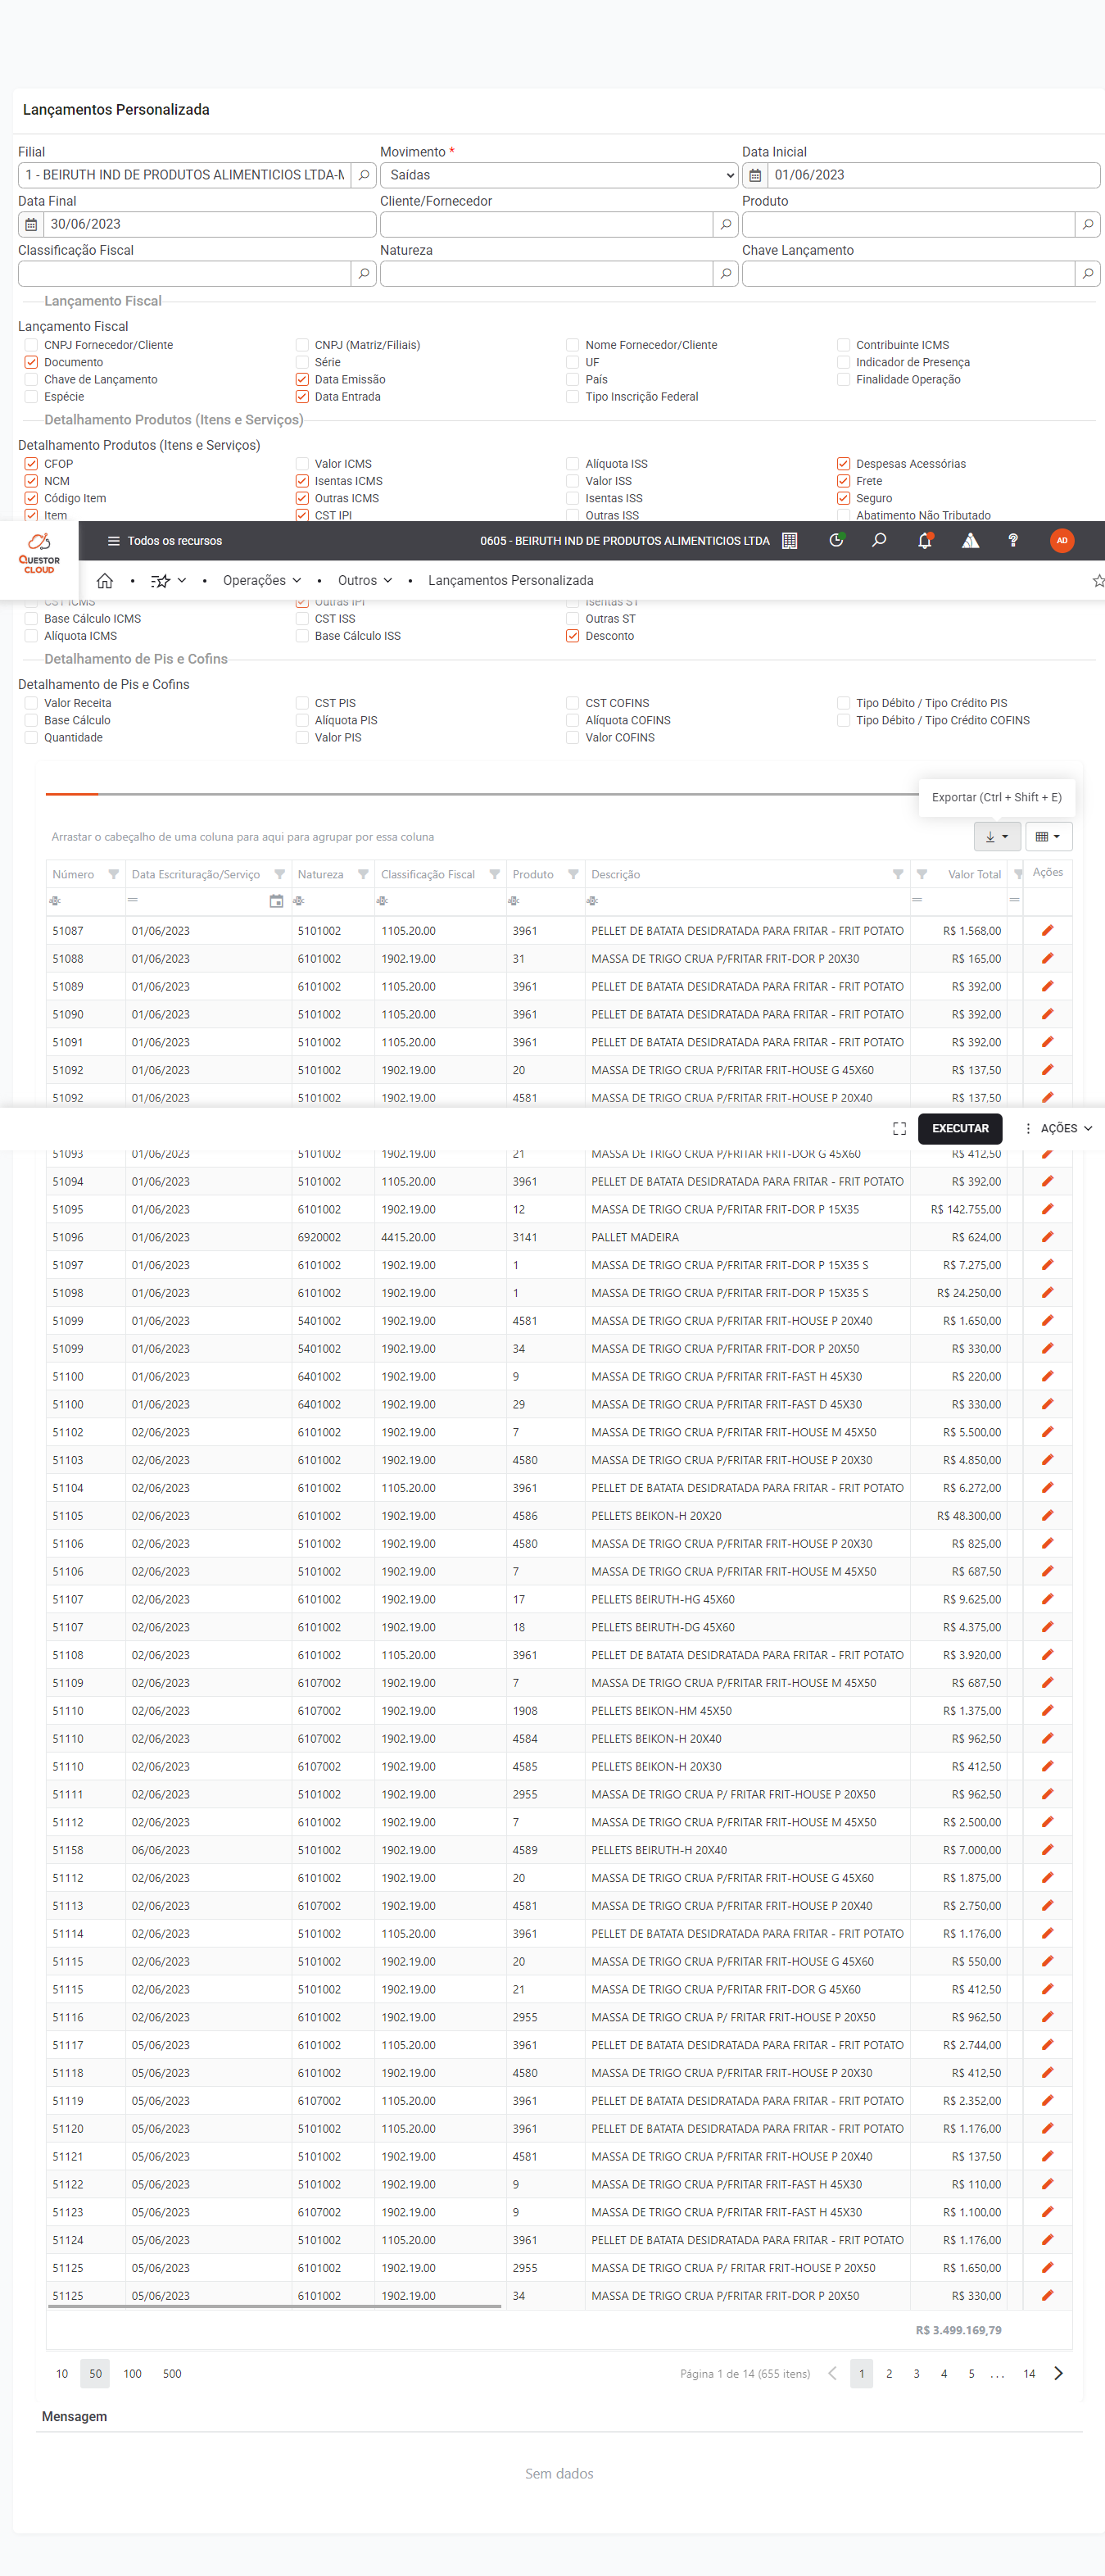 Lançamentos Personalizada
Filial Movimento * Data Inicial
1 - BEIRUTH IND DE PRODUTOS ALIMENTICIOS LTDA-M Saídas 01/06/2023
Data Final Cliente/Fornecedor Produto
30/06/2023
Classificação Fiscal Natureza Chave Lançamento
Lançamento Fiscal
Lançamento Fiscal
CNPJ Fornecedor/Cliente CNPJ (Matriz/Filiais) Nome Fornecedor/Cliente Contribuinte ICMS
Documento Série UF Indicador de Presença
Chave de Lançamento Data Emissão País Finalidade Operação
Espécie Data Entrada Tipo Inscrição Federal
Detalhamento Produtos (Itens e Serviços)
Detalhamento Produtos (Itens e Serviços)
CFOP Valor ICMS Alíquota ISS Despesas Acessórias
NCM Isentas ICMS Valor ISS Frete
Código Item Outras ICMS Isentas ISS Seguro
Item CST IPI Outras ISS Abatimento Não Tributado
QUESTOR CLOUD
Todos os recursos 0605 - BEIRUTH IND DE PRODUTOS ALIMENTICIOS LTDA AD
Operações Outros Lançamentos Personalizada
CST ICMS Outras IPI Isentas ST
Base Cálculo ICMS CST ISS Outras ST
Alíquota ICMS Base Cálculo ISS Desconto
Detalhamento de Pis e Cofins
Detalhamento de Pis e Cofins
Valor Receita CST PIS CST COFINS Tipo Débito / Tipo Crédito PIS
Base Cálculo Alíquota PIS Alíquota COFINS Tipo Débito / Tipo Crédito COFINS
Quantidade Valor PIS Valor COFINS
Exportar (Ctrl + Shift + E)
Arrastar o cabeçalho de uma coluna para aqui para agrupar por essa coluna
Número Data Escrituração/Serviço Natureza Classificação Fiscal Produto Descrição Valor Total Ações
51087 01/06/2023 5101002 1105.20.00 3961 PELLET DE BATATA DESIDRATADA PARA FRITAR - FRIT POTATO R$ 1.568,00
51088 01/06/2023 6101002 1902.19.00 31 MASSA DE TRIGO CRUA P/FRITAR FRIT-DOR P 20X30 R$ 165,00
51089 01/06/2023 6101002 1105.20.00 3961 PELLET DE BATATA DESIDRATADA PARA FRITAR - FRIT POTATO R$ 392,00
51090 01/06/2023 5101002 1105.20.00 3961 PELLET DE BATATA DESIDRATADA PARA FRITAR - FRIT POTATO R$ 392,00
51091 01/06/2023 5101002 1105.20.00 3961 PELLET DE BATATA DESIDRATADA PARA FRITAR - FRIT POTATO R$ 392,00
51092 01/06/2023 5101002 1902.19.00 20 MASSA DE TRIGO CRUA P/FRITAR FRIT-HOUSE G 45X60 R$ 137,50
51092 01/06/2023 5101002 1902.19.00 4581 MASSA DE TRIGO CRUA P/FRITAR FRIT-HOUSE P 20X40 R$ 137,50
EXECUTAR AÇÕES
51093 01/06/2023 5101002 1902.19.00 21 MASSA DE TRIGO CRUA P/FRITAR FRIT-DOR G 45X60 R$ 412,50
51094 01/06/2023 5101002 1105.20.00 3961 PELLET DE BATATA DESIDRATADA PARA FRITAR - FRIT POTATO R$ 392,00
51095 01/06/2023 6101002 1902.19.00 12 MASSA DE TRIGO CRUA P/FRITAR FRIT-DOR P 15X35 R$ 142.755,00
51096 01/06/2023 6920002 4415.20.00 3141 PALLET MADEIRA R$ 624,00
51097 01/06/2023 6101002 1902.19.00 1 MASSA DE TRIGO CRUA P/FRITAR FRIT-DOR P 15X35 S R$ 7.275,00
51098 01/06/2023 6101002 1902.19.00 1 MASSA DE TRIGO CRUA P/FRITAR FRIT-DOR P 15X35 S R$ 24.250,00
51099 01/06/2023 5401002 1902.19.00 4581 MASSA DE TRIGO CRUA P/FRITAR FRIT-HOUSE P 20X40 R$ 1.650,00
51099 01/06/2023 5401002 1902.19.00 34 MASSA DE TRIGO CRUA P/FRITAR FRIT-DOR P 20X50 R$ 330,00
51100 01/06/2023 6401002 1902.19.00 9 MASSA DE TRIGO CRUA P/FRITAR FRIT-FAST H 45X30 R$ 220,00
51100 01/06/2023 6401002 1902.19.00 29 MASSA DE TRIGO CRUA P/FRITAR FRIT-FAST D 45X30 R$ 330,00
51102 02/06/2023 6101002 1902.19.00 7 MASSA DE TRIGO CRUA P/FRITAR FRIT-HOUSE M 45X50 R$ 5.500,00
51103 02/06/2023 6101002 1902.19.00 4580 MASSA DE TRIGO CRUA P/FRITAR FRIT-HOUSE P 20X30 R$ 4.850,00
51104 02/06/2023 6101002 1105.20.00 3961 PELLET DE BATATA DESIDRATADA PARA FRITAR - FRIT POTATO R$ 6.272,00
51105 02/06/2023 6101002 1902.19.00 4586 PELLETS BEIKON-H 20X20 R$ 48.300,00
51106 02/06/2023 5101002 1902.19.00 4580 MASSA DE TRIGO CRUA P/FRITAR FRIT-HOUSE P 20X30 R$ 825,00
51106 02/06/2023 5101002 1902.19.00 7 MASSA DE TRIGO CRUA P/FRITAR FRIT-HOUSE M 45X50 R$ 687,50
51107 02/06/2023 6101002 1902.19.00 17 PELLETS BEIRUTH-HG 45X60 R$ 9.625,00
51107 02/06/2023 6101002 1902.19.00 18 PELLETS BEIRUTH-DG 45X60 R$ 4.375,00
51108 02/06/2023 6101002 1105.20.00 3961 PELLET DE BATATA DESIDRATADA PARA FRITAR - FRIT POTATO R$ 3.920,00
51109 02/06/2023 6107002 1902.19.00 7 MASSA DE TRIGO CRUA P/FRITAR FRIT-HOUSE M 45X50 R$ 687,50
51110 02/06/2023 6107002 1902.19.00 1908 PELLETS BEIKON-HM 45X50 R$ 1.375,00
51110 02/06/2023 6107002 1902.19.00 4584 PELLETS BEIKON-H 20X40 R$ 962,50
51110 02/06/2023 6107002 1902.19.00 4585 PELLETS BEIKON-H 20X30 R$ 412,50
51111 02/06/2023 5101002 1902.19.00 2955 MASSA DE TRIGO CRUA P/ FRITAR FRIT-HOUSE P 20X50 R$ 962,50
51112 02/06/2023 6101002 1902.19.00 7 MASSA DE TRIGO CRUA P/FRITAR FRIT-HOUSE M 45X50 R$ 2.500,00
51158 06/06/2023 5101002 1902.19.00 4589 PELLETS BEIRUTH-H 20X40 R$ 7.000,00
51112 02/06/2023 6101002 1902.19.00 20 MASSA DE TRIGO CRUA P/FRITAR FRIT-HOUSE G 45X60 R$ 1.875,00
51113 02/06/2023 6107002 1902.19.00 4581 MASSA DE TRIGO CRUA P/FRITAR FRIT-HOUSE P 20X40 R$ 2.750,00
51114 02/06/2023 5101002 1105.20.00 3961 PELLET DE BATATA DESIDRATADA PARA FRITAR - FRIT POTATO R$ 1.176,00
51115 02/06/2023 5101002 1902.19.00 20 MASSA DE TRIGO CRUA P/FRITAR FRIT-HOUSE G 45X60 R$ 550,00
51115 02/06/2023 5101002 1902.19.00 21 MASSA DE TRIGO CRUA P/FRITAR FRIT-DOR G 45X60 R$ 412,50
51116 02/06/2023 6101002 1902.19.00 2955 MASSA DE TRIGO CRUA P/ FRITAR FRIT-HOUSE P 20X50 R$ 962,50
51117 05/06/2023 6101002 1105.20.00 3961 PELLET DE BATATA DESIDRATADA PARA FRITAR - FRIT POTATO R$ 2.744,00
51118 05/06/2023 6101002 1902.19.00 4580 MASSA DE TRIGO CRUA P/FRITAR FRIT-HOUSE P 20X30 R$ 412,50
51119 05/06/2023 6107002 1105.20.00 3961 PELLET DE BATATA DESIDRATADA PARA FRITAR - FRIT POTATO R$ 2.352,00
51120 05/06/2023 5101002 1105.20.00 3961 PELLET DE BATATA DESIDRATADA PARA FRITAR - FRIT POTATO R$ 1.176,00
51121 05/06/2023 5101002 1902.19.00 4581 MASSA DE TRIGO CRUA P/FRITAR FRIT-HOUSE P 20X40 R$ 137,50
51122 05/06/2023 5101002 1902.19.00 9 MASSA DE TRIGO CRUA P/FRITAR FRIT-FAST H 45X30 R$ 110,00
51123 05/06/2023 6107002 1902.19.00 9 MASSA DE TRIGO CRUA P/FRITAR FRIT-FAST H 45X30 R$ 1.100,00
51124 05/06/2023 5101002 1105.20.00 3961 PELLET DE BATATA DESIDRATADA PARA FRITAR - FRIT POTATO R$ 1.176,00
51125 05/06/2023 6101002 1902.19.00 2955 MASSA DE TRIGO CRUA P/ FRITAR FRIT-HOUSE P 20X50 R$ 1.650,00
51125 05/06/2023 6101002 1902.19.00 34 MASSA DE TRIGO CRUA P/FRITAR FRIT-DOR P 20X50 R$ 330,00
R$ 3.499.169,79
10 50 100 500 Página 1 de 14 (655 itens) 1 2 3 4 5 ... 14
Mensagem
Sem dados